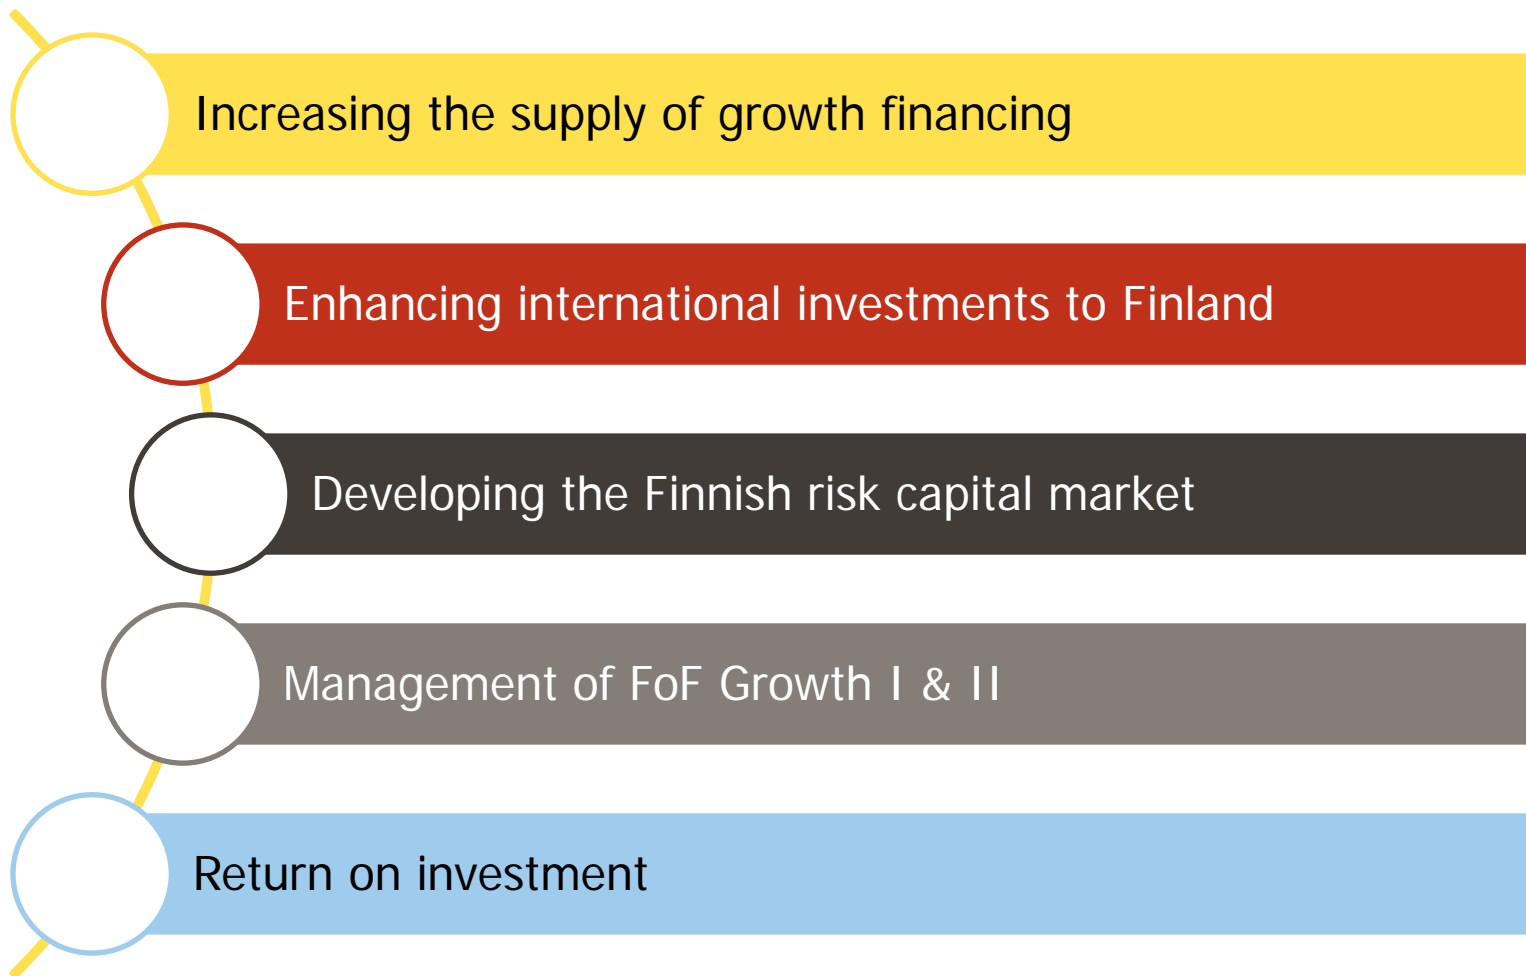 Increasing the supply of growth financing
Enhancing international investments to Finland
Developing the Finnish risk capital market
Management of FoF Growth I & II
Return on investment